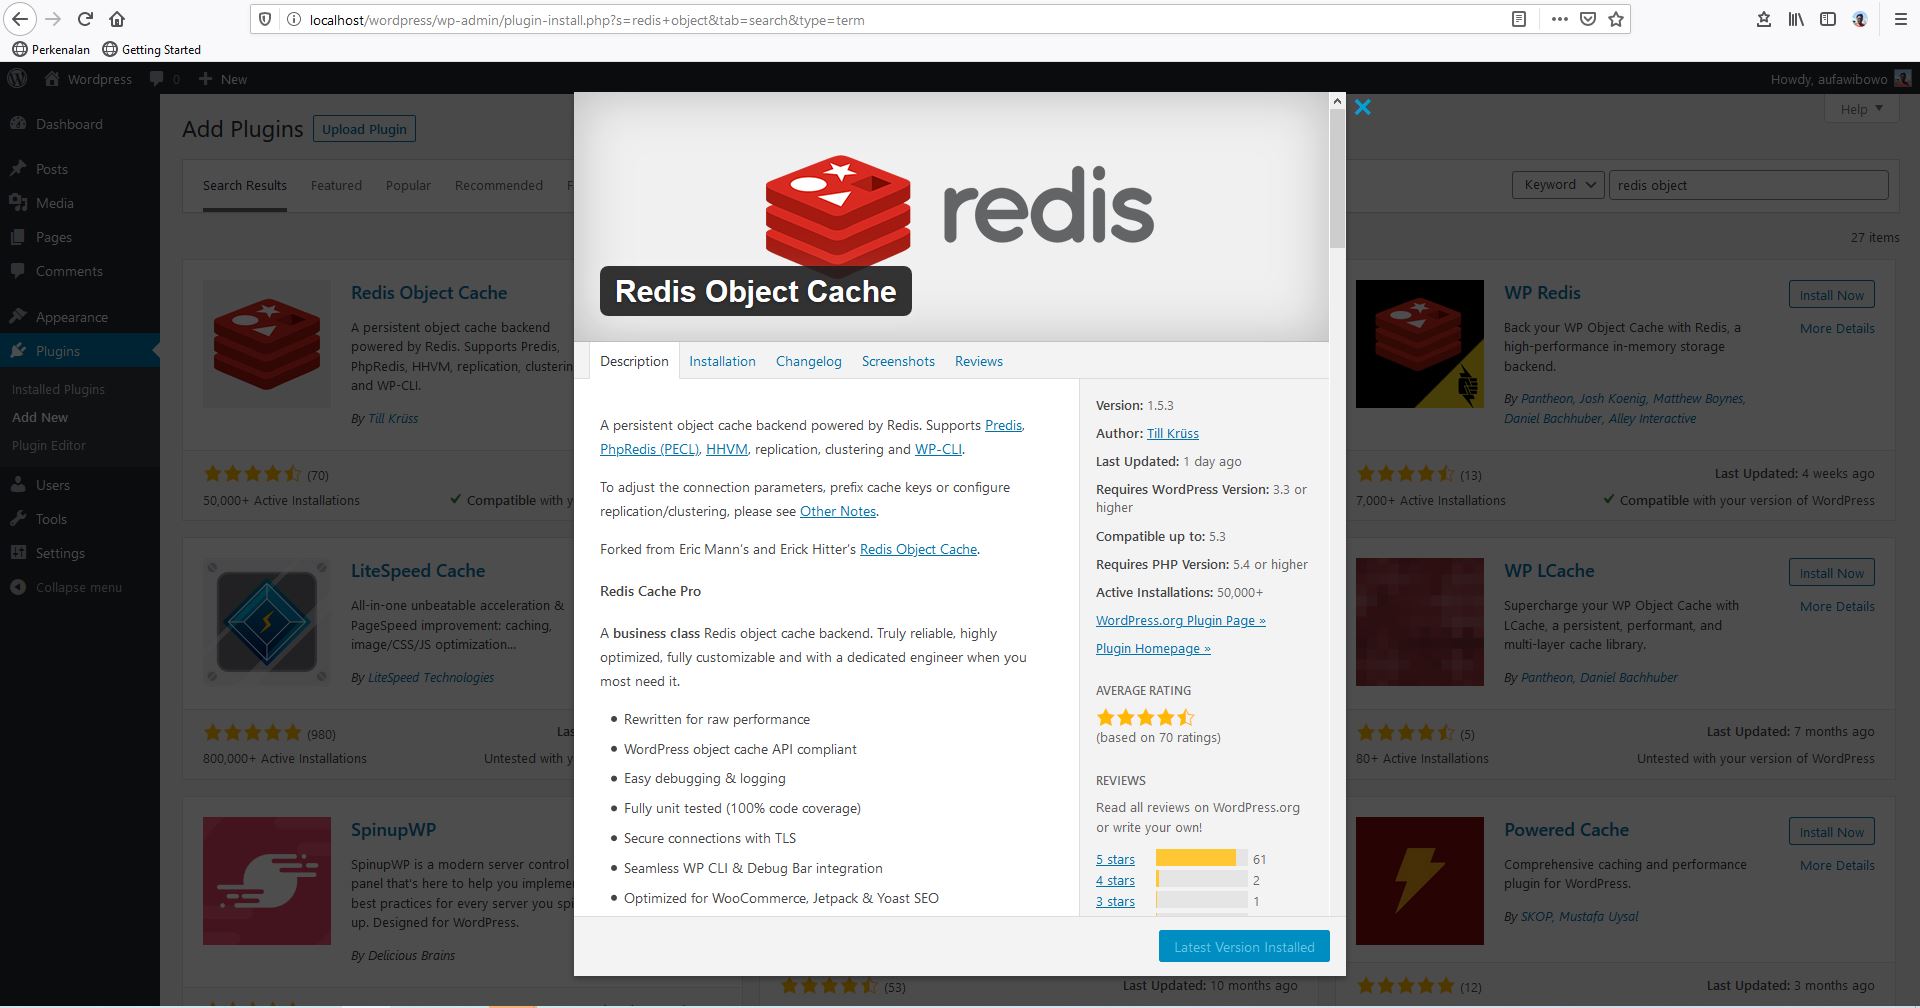 localhost/wordpress/wp-admin/plugin-install.php?s=redis+object&tab=search&type=term
Perkenalan
Getting Started
Wordpress
0
New
Howdy, aufawibowo
Dashboard
Posts
Media
Pages
Comments
Appearance
Plugins
Installed Plugins
Add New
Plugin Editor
Users
Tools
Settings
Collapse menu
Add Plugins
Upload Plugin
Help
Search Results
Featured
Popular
Recommended
Keyword
redis object
27 items
Redis Object Cache
A persistent object cache backend
powered by Redis. Supports Predis,
PhpRedis, HHVM, replication, clusterin
and WP-CLI.
By Till Krüss
(70)
50,000+ Active Installations
Compatible with y
LiteSpeed Cache
All-in-one unbeatable acceleration &
PageSpeed improvement: caching,
image/CSS/JS optimization...
By LiteSpeed Technologies
(980)
Las
800,000+ Active Installations
Untested with y
SpinupWP
SpinupWP is a modern server control
panel that's here to help you implemen
best practices for every server you spi
up. Designed for WordPress.
By Delicious Brains
redis
Redis Object Cache
Description
Installation
Changelog
Screenshots
Reviews
A persistent object cache backend powered by Redis. Supports Predis,
PhpRedis (PECL), HHVM, replication, clustering and WP-CLI.
To adjust the connection parameters, prefix cache keys or configure
replication/clustering, please see Other Notes.
Forked from Eric Mann's and Erick Hitter's Redis Object Cache.
Redis Cache Pro
A business class Redis object cache backend. Truly reliable, highly
optimized, fully customizable and with a dedicated engineer when you
most need it.
Rewritten for raw performance
WordPress object cache API compliant
Easy debugging & logging
Fully unit tested (100% code coverage)
Secure connections with TLS
Seamless WP CLI & Debug Bar integration
Optimized for WooCommerce, Jetpack & Yoast SEO
Version: 1.5.3
Author: Till Krüss
Last Updated: 1 day ago
Requires WordPress Version: 3.3 or
higher
Compatible up to: 5.3
Requires PHP Version: 5.4 or higher
Active Installations: 50,000+
WordPress.org Plugin Page »
Plugin Homepage »
AVERAGE RATING
(based on 70 ratings)
REVIEWS
Read all reviews on WordPress.org
or write your own!
5 stars
61
4 stars
2
3 stars
1
Latest Version Installed
(53)
Last Updated: 10 months ago
WP Redis
Install Now
More Details
Back your WP Object Cache with Redis, a
high-performance in-memory storage
backend.
By Pantheon, Josh Koenig, Matthew Boynes,
Daniel Bachhuber, Alley Interactive
(13)
Last Updated: 4 weeks ago
7,000+ Active Installations
Compatible with your version of WordPress
WP LCache
Install Now
More Details
Supercharge your WP Object Cache with
LCache, a persistent, performant, and
multi-layer cache library.
By Pantheon, Daniel Bachhuber
(5)
Last Updated: 7 months ago
80+ Active Installations
Untested with your version of WordPress
Powered Cache
Install Now
More Details
Comprehensive caching and performance
plugin for WordPress.
By SKOP, Mustafa Uysal
(12)
Last Updated: 3 months ago